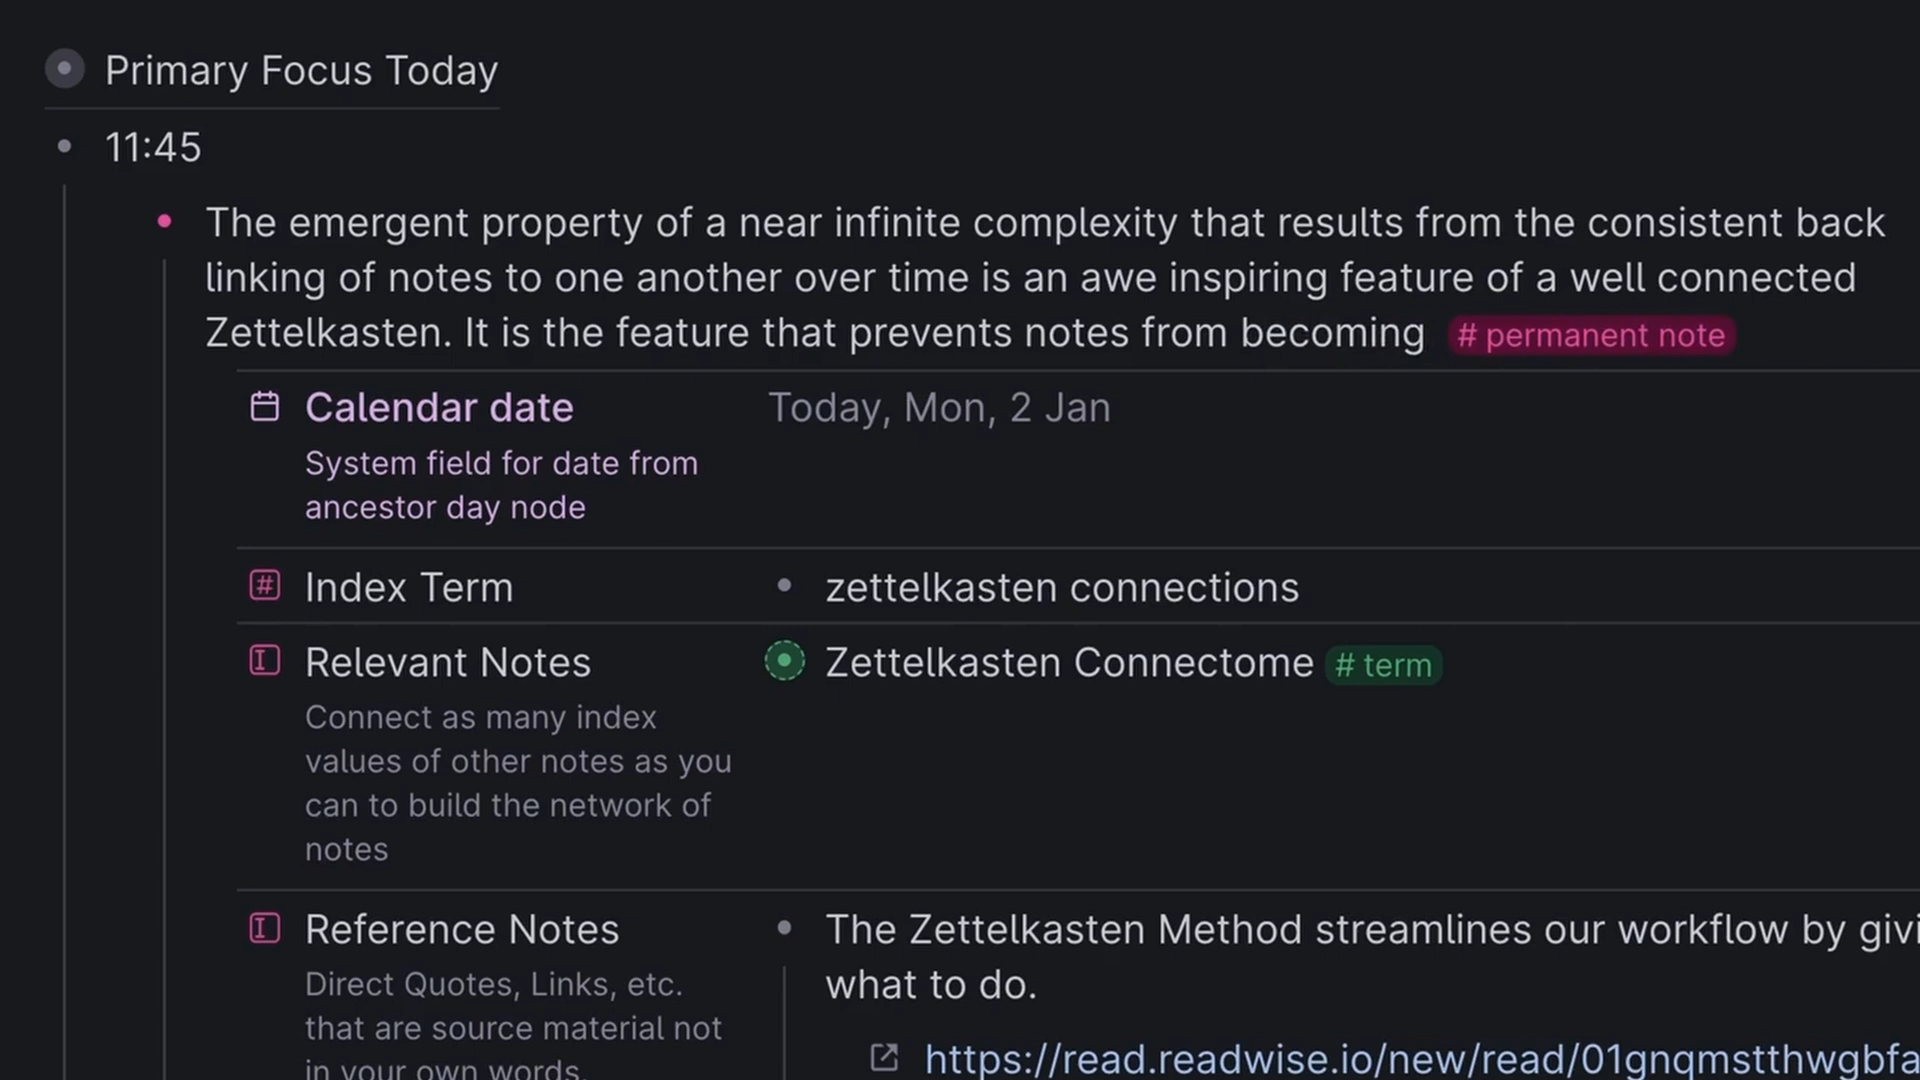 Primary Focus Today
11:45
The emergent property of a near infinite complexity that results from the consistent back
linking of notes to one another over time is an awe inspiring feature of a well connected
Zettelkasten. It is the feature that prevents notes from becoming # permanent note
Calendar date Today, Mon, 2 Jan
System field for date from
ancestor day node
Index Term zettelkasten connections
Relevant Notes Zettelkasten Connectome # term
Connect as many index
values of other notes as you
can to build the network of
notes
Reference Notes The Zettelkasten Method streamlines our workflow by givi
what to do.
Direct Quotes, Links, etc.
that are source material not
in your own words.
https://read.readwise.io/new/read/01gnqmstthwgbfa